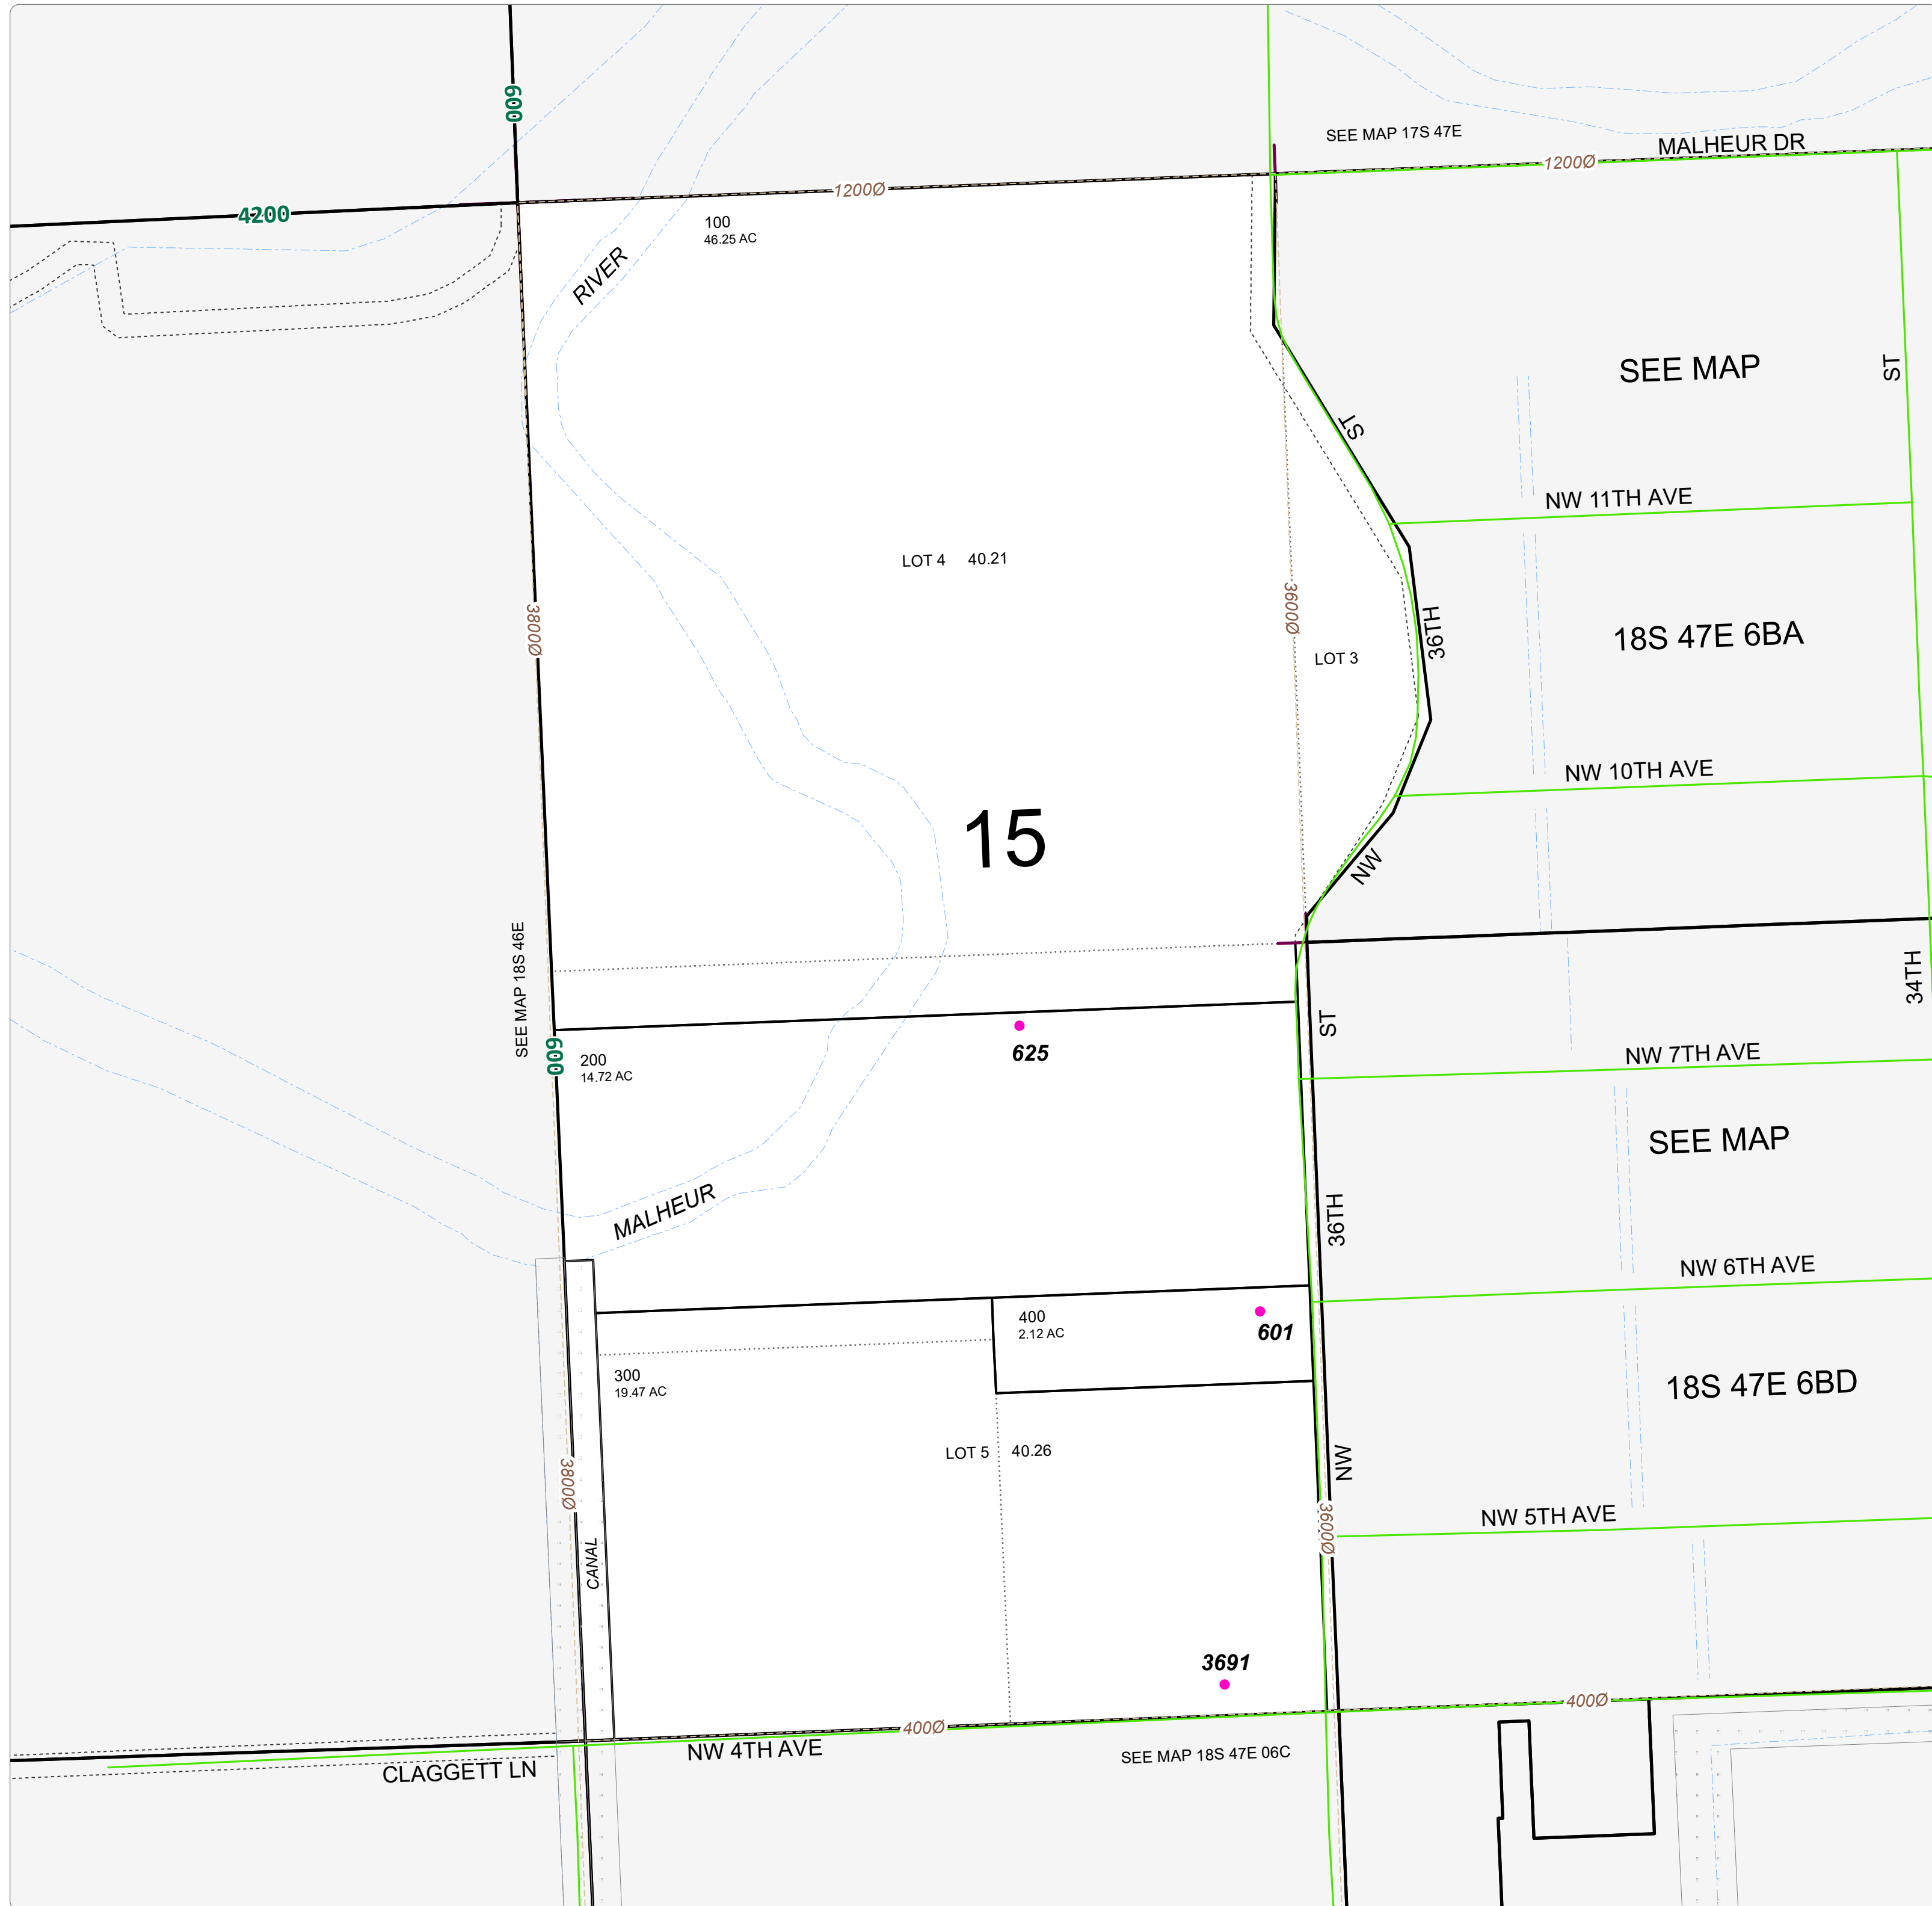 600
SEE MAP 17S 47E
MALHEUR DR
1200Ø
1200Ø
4200
100
46.25 AC
RIVER
SEE MAP
ST
ST
NW 11TH AVE
LOT 4 40.21
3800Ø
3600Ø
36TH
18S 47E 6BA
LOT 3
NW 10TH AVE
15
NW
SEE MAP 18S 46E
34TH
ST
625
600
200
14.72 AC
NW 7TH AVE
SEE MAP
MALHEUR
36TH
NW 6TH AVE
400
2.12 AC
601
300
19.47 AC
18S 47E 6BD
LOT 5 40.26
NW
3800Ø
3600Ø
NW 5TH AVE
CANAL
3691
400Ø
400Ø
NW 4TH AVE
SEE MAP 18S 47E 06C
CLAGGETT LN